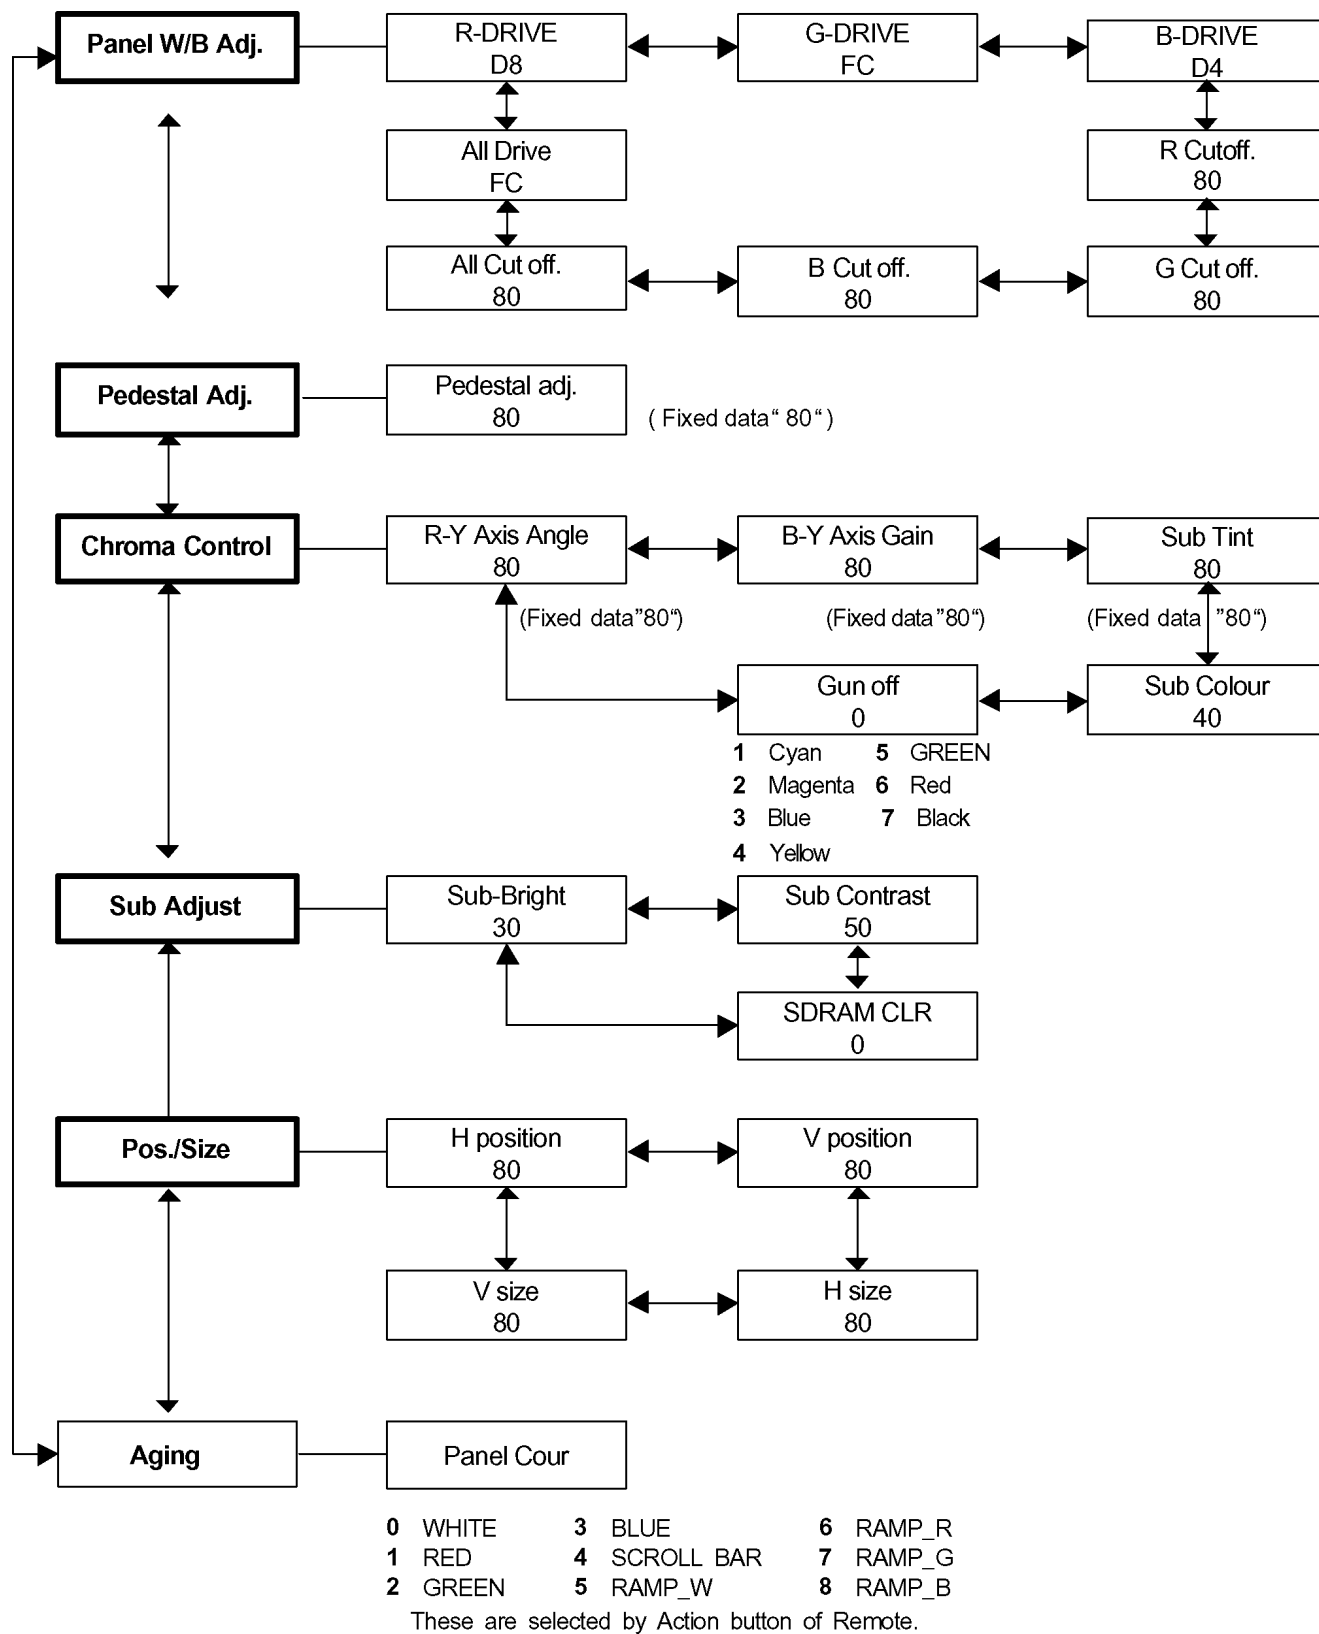 Panel W/B Adj.
R-DRIVE
D8
G-DRIVE
FC
B-DRIVE
D4
All Drive
FC
R Cutoff.
80
All Cut off.
80
B Cut off.
80
G Cut off.
80
Pedestal Adj.
Pedestal adj.
80
( Fixed data“ 80“ )
Chroma Control
R-Y Axis Angle
80
B-Y Axis Gain
80
Sub Tint
80
(Fixed data”80“)
(Fixed data”80“)
(Fixed data ”80“)
Gun off
0
Sub Colour
40
1 Cyan 5 GREEN
2 Magenta 6 Red
3 Blue 7 Black
4 Yellow
Sub Adjust
Sub-Bright
30
Sub Contrast
50
SDRAM CLR
0
Pos./Size
H position
80
V position
80
V size
80
H size
80
Aging
Panel Cour
0 WHITE 3 BLUE 6 RAMP_R
1 RED 4 SCROLL BAR 7 RAMP_G
2 GREEN 5 RAMP_W 8 RAMP_B
These are selected by Action button of Remote.